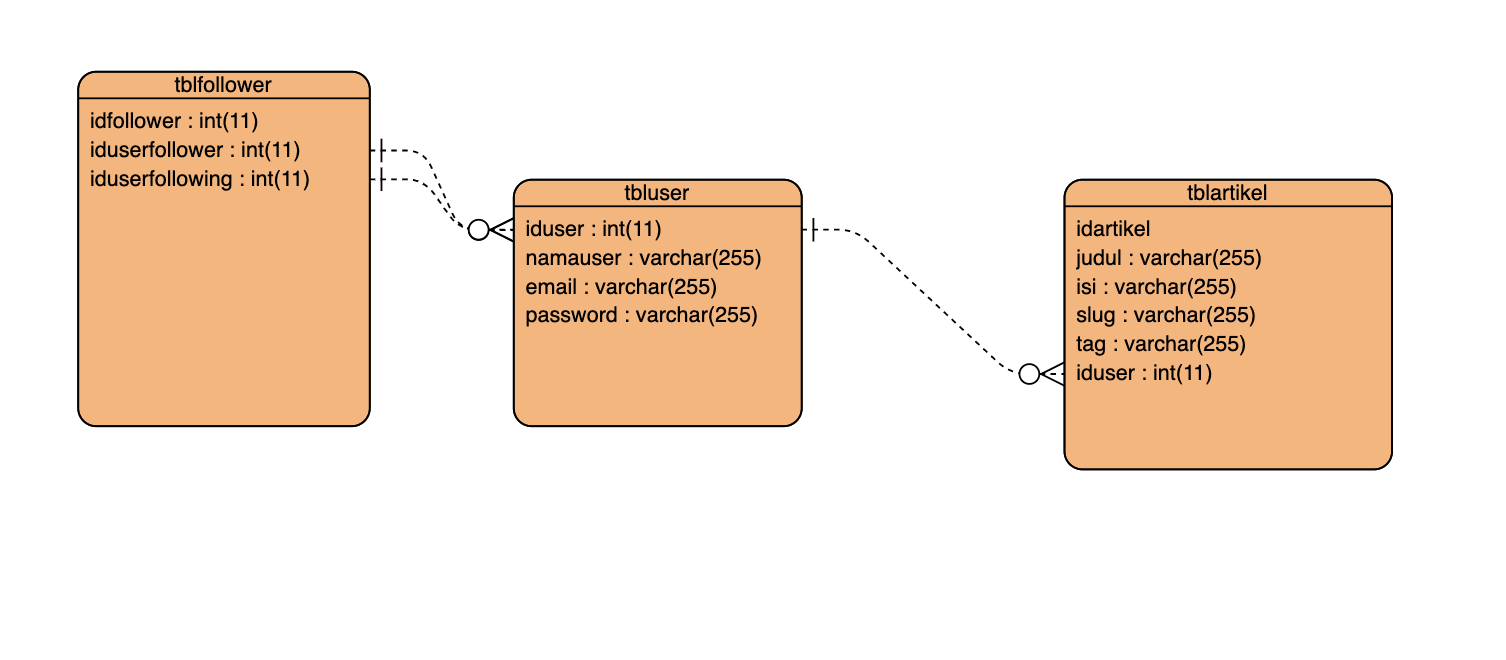 tblfollower
idfollower : int(11)
iduserfollower : int(11)
iduserfollowing : int(11)
tbluser
iduser : int(11)
namauser : varchar(255)
email : varchar(255)
password : varchar(255)
tblartikel
idartikel
judul : varchar(255)
isi : varchar(255)
slug : varchar(255)
tag : varchar(255)
iduser : int(11)